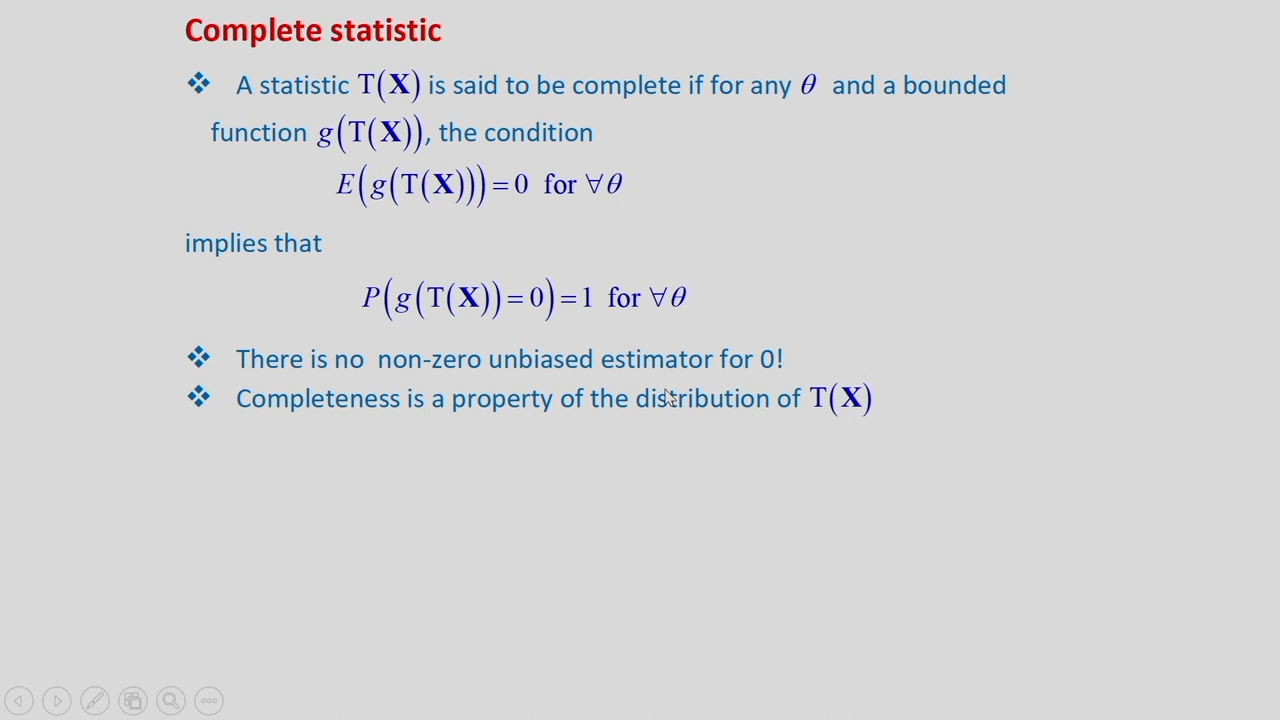 Complete statistic
❖ A statistic T(X) is said to be complete if for any θ and a bounded
function g(T(X)), the condition
E(g(T(X))) = 0 for ∀θ
implies that
P(g(T(X)) = 0) = 1 for ∀θ
❖ There is no non-zero unbiased estimator for 0!
❖ Completeness is a property of the distribution of T(X)